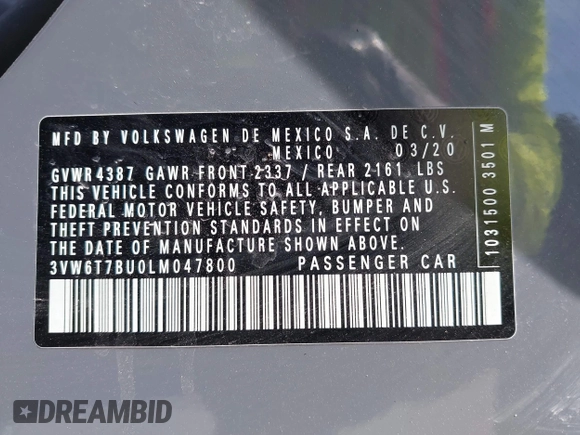 MFD BY VOLKSWAGEN DE MEXICO S.A. DE C.V.
MEXICO 03/20
GVWR 4387 GAWR FRONT 2337 / REAR 2161 LBS
THIS VEHICLE CONFORMS TO ALL APPLICABLE U.S.
FEDERAL MOTOR VEHICLE SAFETY, BUMPER AND
THEFT PREVENTION STANDARDS IN EFFECT ON
THE DATE OF MANUFACTURE SHOWN ABOVE.
3VW6T7BU0LM047800 PASSENGER CAR
1031500 3501 M
DREAMBID